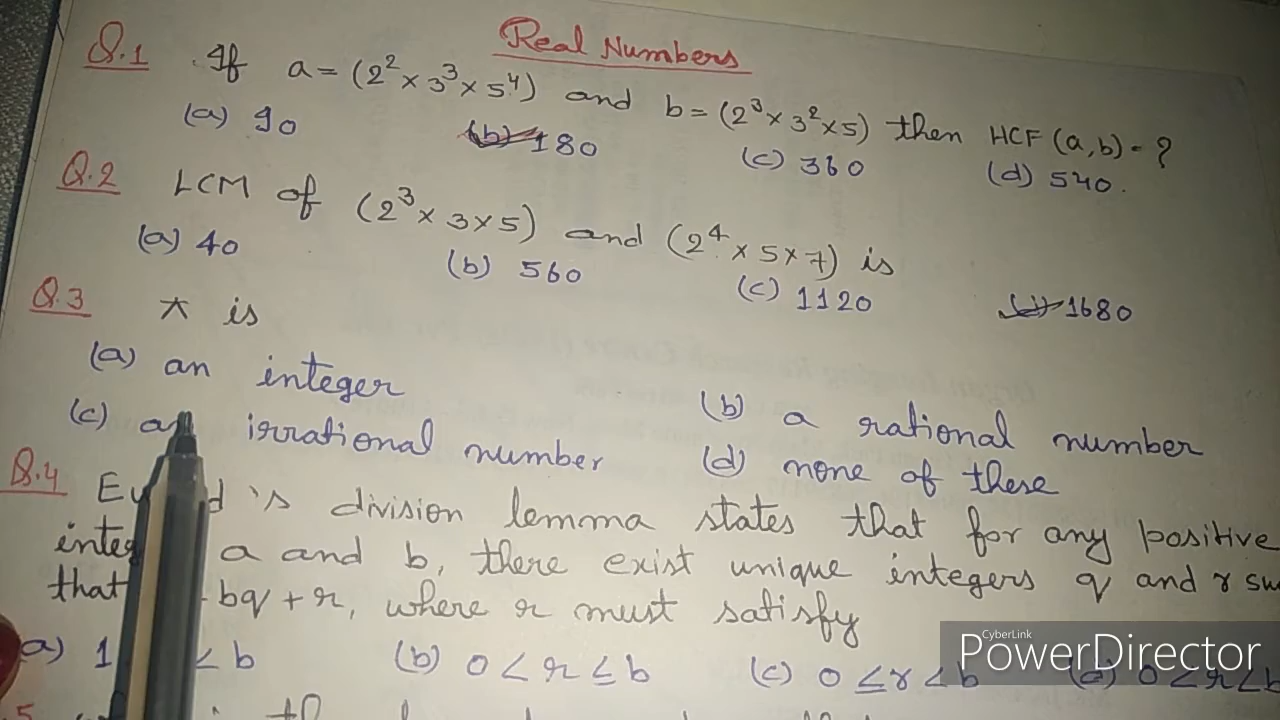 Real Numbers
Q.1 If a = (2² × 3³ × 5⁴) and b = (2³ × 3² × 5) then HCF (a, b) = ?
(a) 90 (b) 180 (c) 360 (d) 540.
Q.2 LCM of (2³ × 3 × 5) and (2⁴ × 5 × 7) is
(a) 40 (b) 560 (c) 1120 (d) 1680
Q.3 π is
(a) an integer (b) a rational number
(c) an irrational number (d) none of these
Q.4 's division lemma states that for any positive
a and b, there exist unique integers q and r
that bq + r, where r must satisfy
(a) 1 < b (b) 0 < r ≤ b (c) 0 ≤ r < b 0 < r < b
.5
CyberLink
PowerDirector